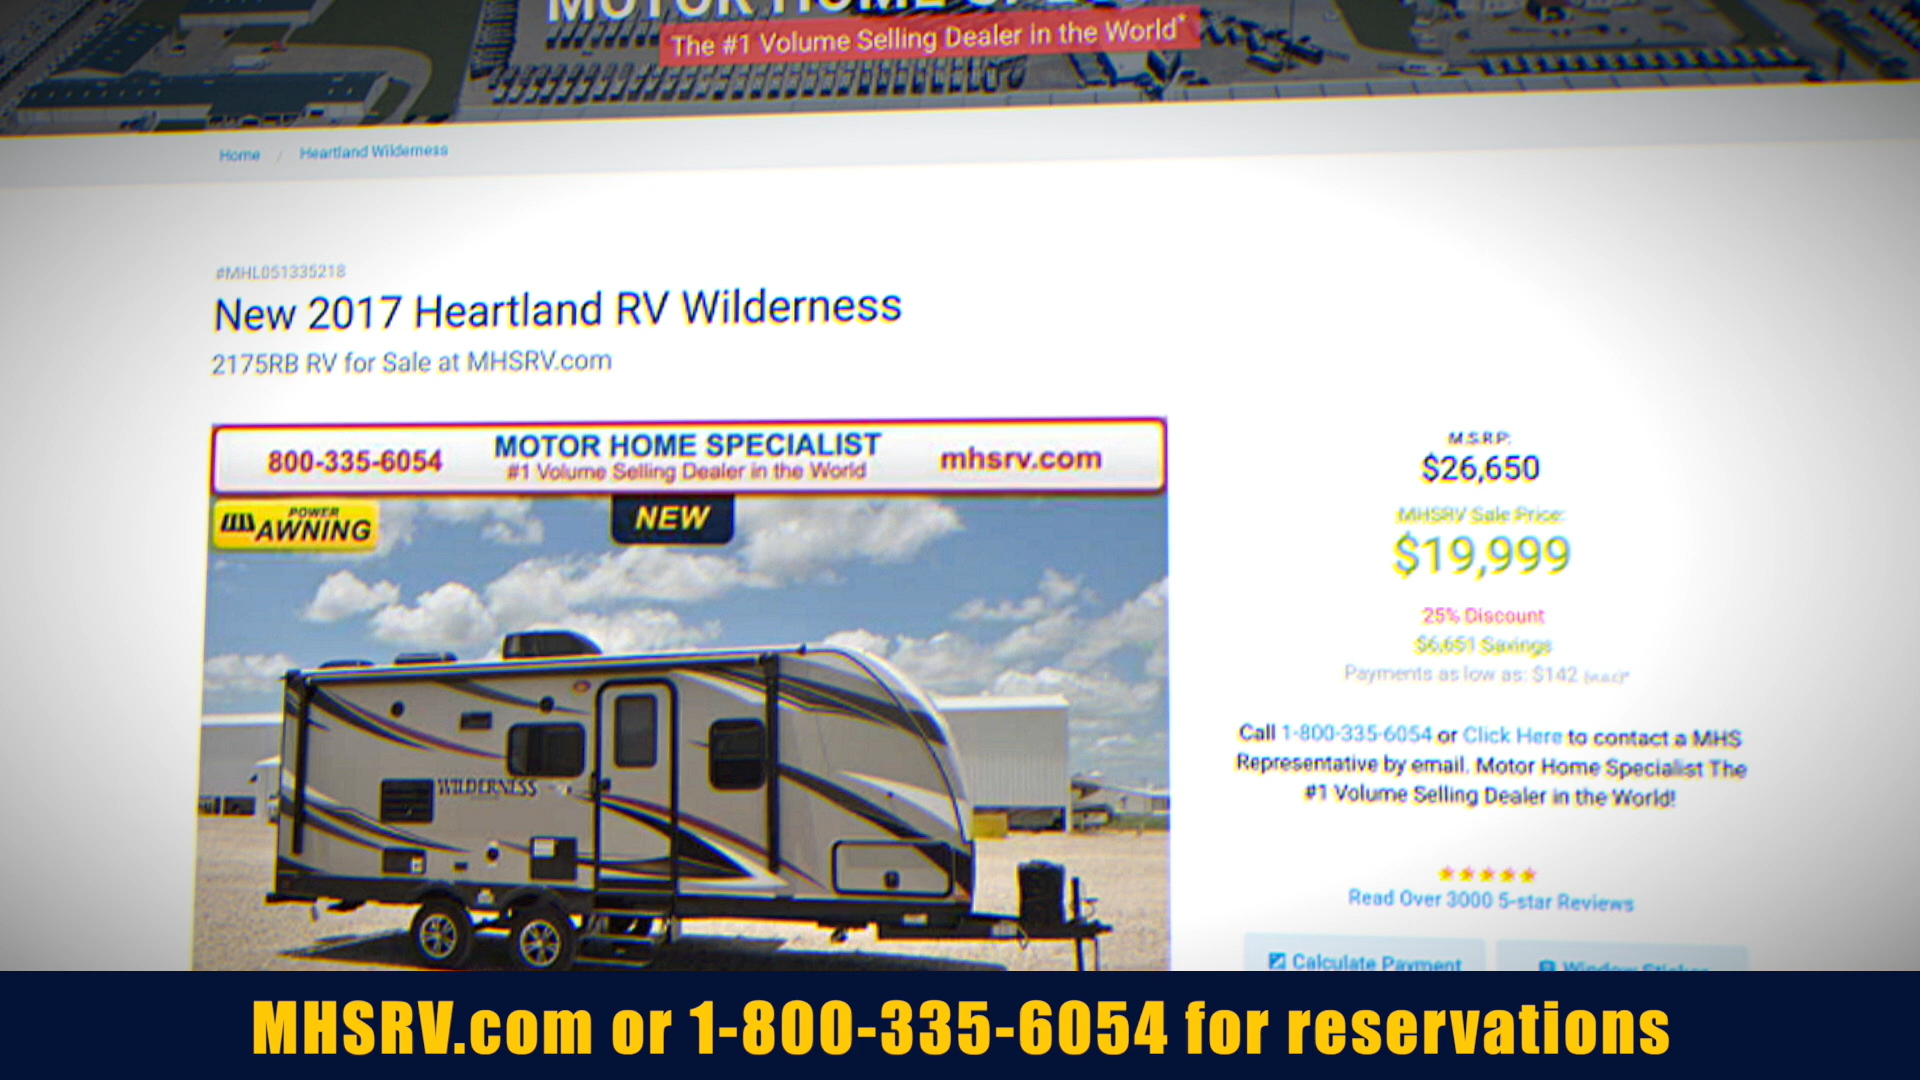 The #1 Volume Selling Dealer in the World*
Home / Heartland Wilderness
#MHL051335218
New 2017 Heartland RV Wilderness
2175RB RV for Sale at MHSRV.com
800-335-6054
MOTOR HOME SPECIALIST
#1 Volume Selling Dealer in the World
mhsrv.com
POWER
AWNING
NEW
WILDERNESS
M.S.R.P:
$26,650
MHSRV Sale Price:
$19,999
25% Discount
$6,651 Savings
Payments as low as: $142
Call 1-800-335-6054 or Click Here to contact a MHS
Representative by email. Motor Home Specialist The
#1 Volume Selling Dealer in the World!
Read Over 3000 5-star Reviews
Calculate Payment
MHSRV.com or 1-800-335-6054 for reservations